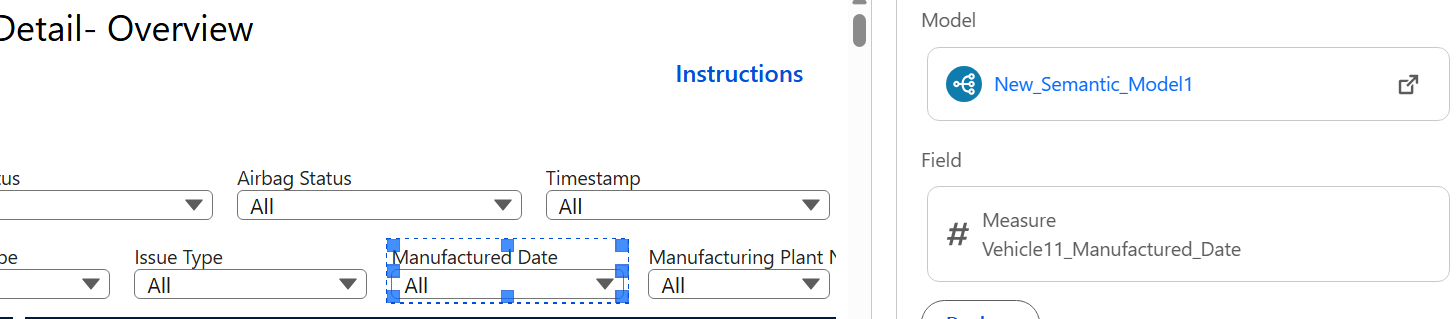 Detail- Overview
Instructions
Airbag Status
Timestamp
All
All
Issue Type
Manufactured Date
Manufacturing Plant
All
All
All
Model
New_Semantic_Model1
Field
# Measure
Vehicle11_Manufactured_Date